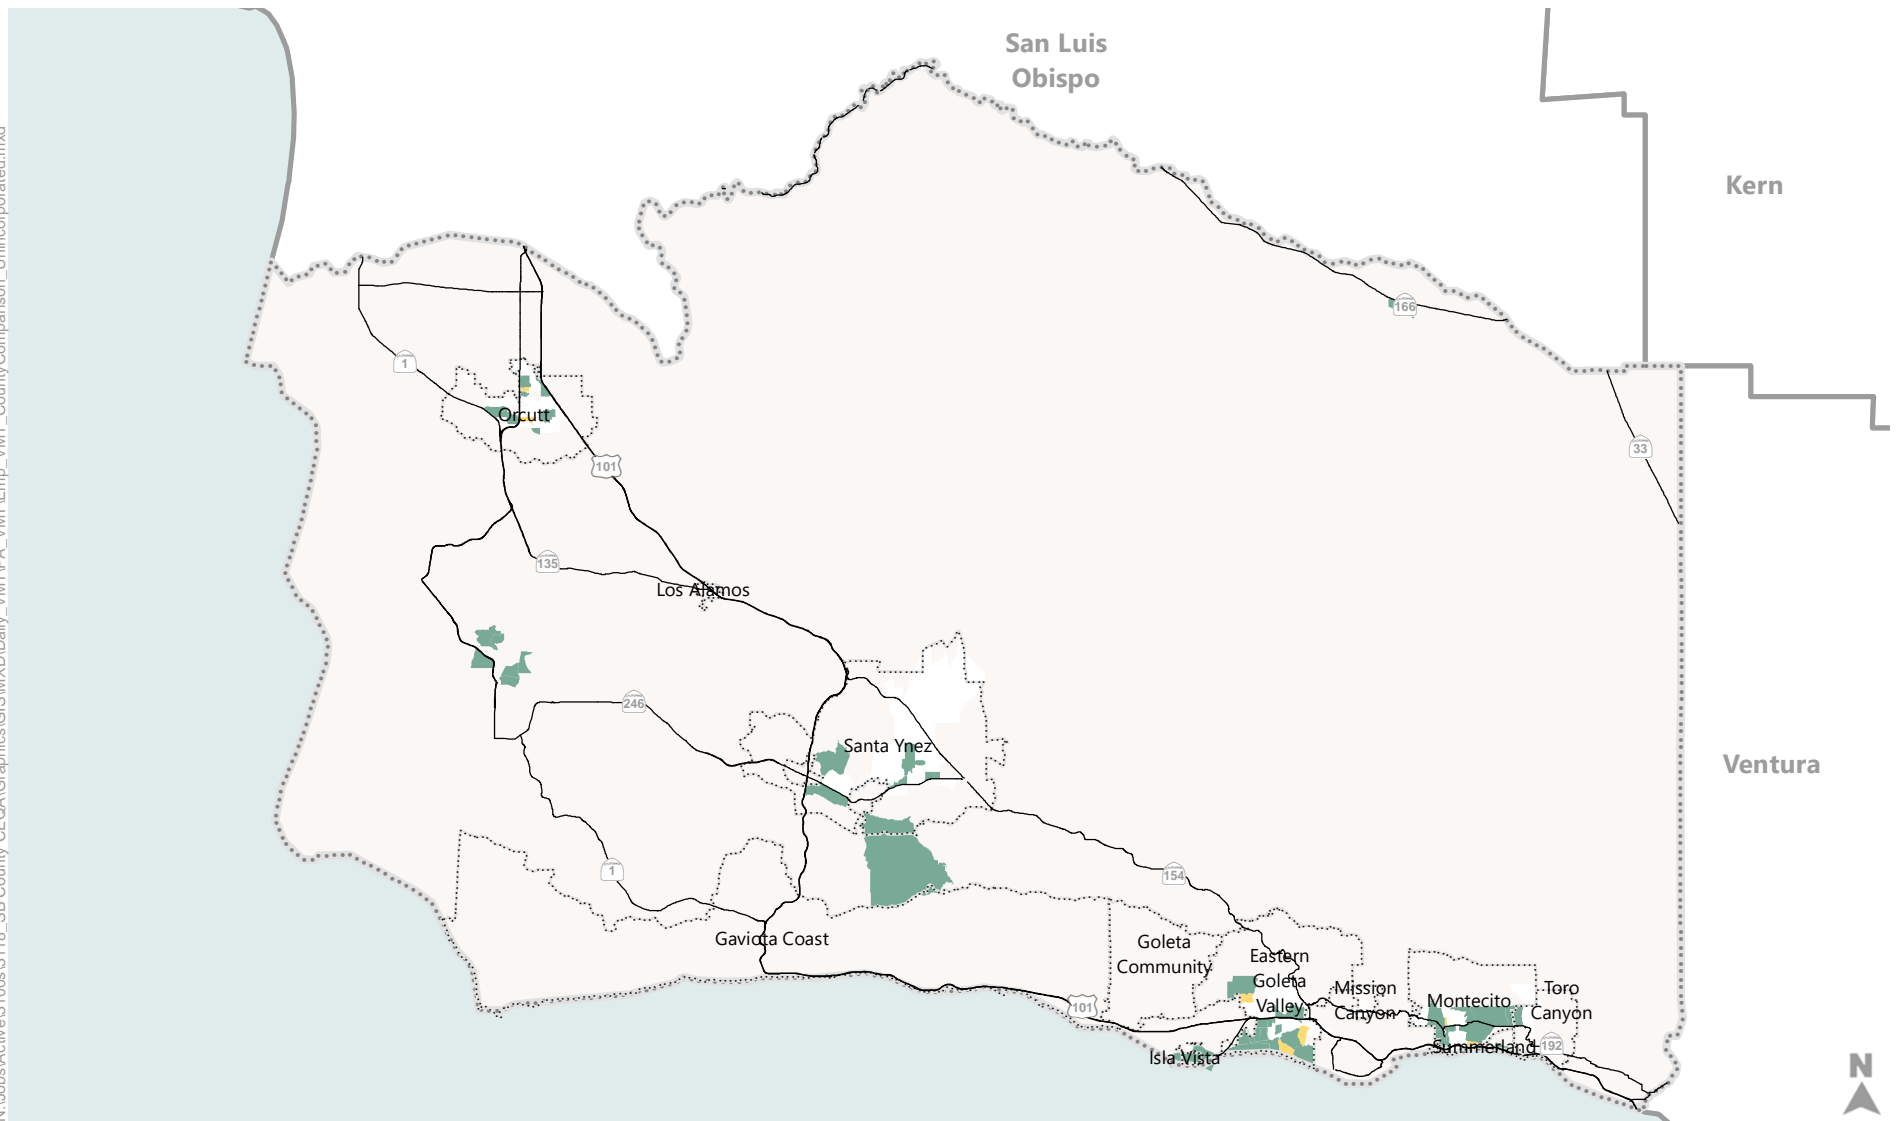 San Luis
Obispo
Kern
166
1
Orcutt
33
101
135
Los Alamos
246
Santa Ynez
Ventura
1
154
Gaviota Coast
Goleta
Community
Eastern
Goleta
Valley
Mission
Canyon
Montecito
Toro
Canyon
101
Isla Vista
Summerland
192
N